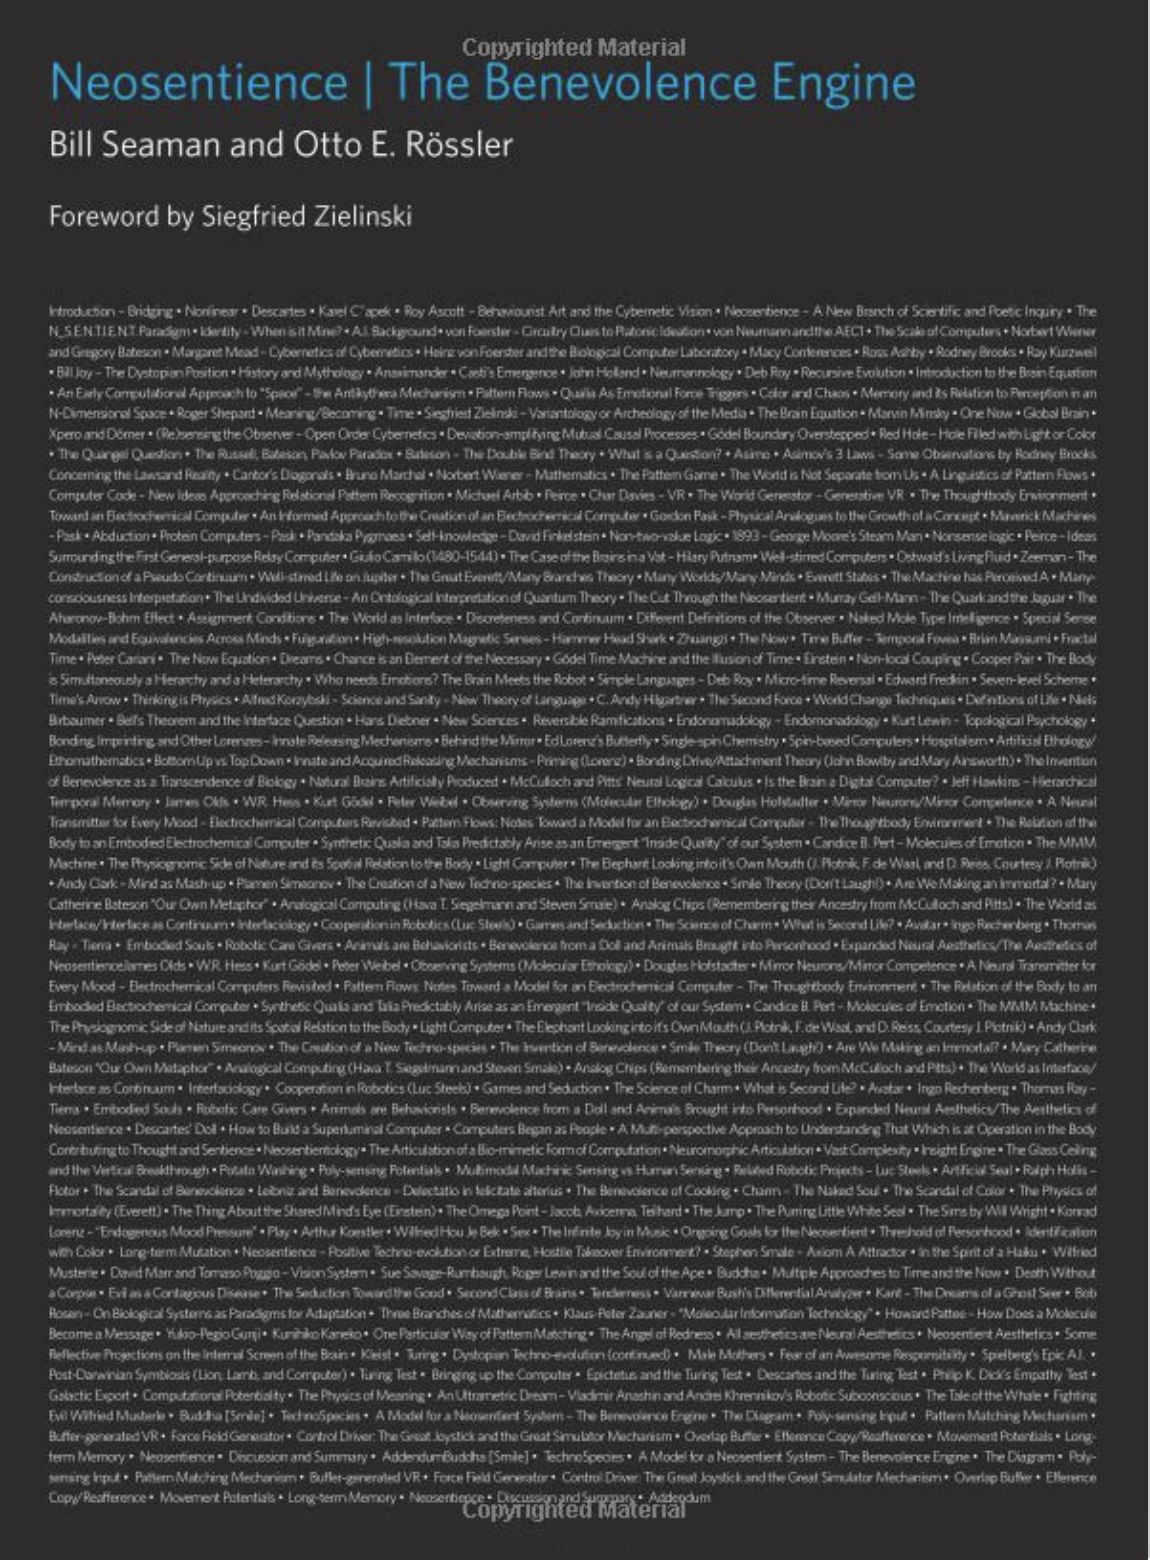 Copyrighted Material
Neosentience | The Benevolence Engine
Bill Seaman and Otto E. Rössler
Foreword by Siegfried Zielinski
Introduction – Bridging • Nonlinear • Descartes • Karel C˘apek • Roy Ascott – Behaviourist Art and the Cybernetic Vision • Neosentience – A New Branch of Scientific and Poetic Inquiry • The
N_S.E.N.T.I.E.N.T. Paradigm • Identity – When is it Mine? • A.I. Background • von Foerster – Circuitry Clues to Platonic Ideation • von Neumann and the AEC1 • The Scale of Computers • Norbert Wiener
and Gregory Bateson • Margaret Mead – Cybernetics of Cybernetics • Heinz von Foerster and the Biological Computer Laboratory • Macy Conferences • Ross Ashby • Rodney Brooks • Ray Kurzweil
• Bill Joy – The Dystopian Position • History and Mythology • Anaximander • Casti's Emergence • John Holland • Neumannology • Deb Roy • Recursive Evolution • Introduction to the Brain Equation
• An Early Computational Approach to "Space" – the Antikythera Mechanism • Pattern Flows • Qualia As Emotional Force Triggers • Color and Chaos • Memory and its Relation to Perception in an
N-Dimensional Space • Roger Shepard • Meaning/Becoming • Time • Siegfried Zielinski – Variantology or Archeology of the Media • The Brain Equation • Marvin Minsky • One Now • Global Brain •
Xpero and Dörner • (Re)sensing the Observer – Open Order Cybernetics • Deviation-amplifying Mutual Causal Processes • Gödel Boundary Overstepped • Red Hole – Hole Filled with Light or Color
• The Quangel Question • The Russell, Bateson, Pavlov Paradox • Bateson – The Double Bind Theory • What is a Question? • Asimo • Asimov's 3 Laws – Some Observations by Rodney Brooks
Concerning the Lawsand Reality • Cantor's Diagonals • Bruno Marchal • Norbert Wiener – Mathematics • The Pattern Game • The World is Not Separate from Us • A Linguistics of Pattern Flows •
Computer Code – New Ideas Approaching Relational Pattern Recognition • Michael Arbib • Peirce • Char Davies – VR • The World Generator – Generative VR • The Thoughtbody Environment •
Toward an Electrochemical Computer • An Informed Approach to the Creation of an Electrochemical Computer • Gordon Pask – Physical Analogues to the Growth of a Concept • Maverick Machines
– Pask • Abduction • Protein Computers – Pask • Pandaka Pygmaea • Self-knowledge – David Finkelstein • Non-two-value Logic • 1893 – George Moore's Steam Man • Nonsense logic • Peirce – Ideas
Surrounding the First General-purpose Relay Computer • Giulio Camillo (1480-1544) • The Case of the Brains in a Vat – Hilary Putnam • Well-stirred Computers • Ostwald's Living Fluid • Zeeman – The
Construction of a Pseudo Continuum • Well-stirred Life on Jupiter • The Great Everett/Many Branches Theory • Many Worlds/Many Minds • Everett States • The Machine has Perceived A • Many-
consciousness Interpretation • The Undivided Universe – An Ontological Interpretation of Quantum Theory • The Cut Through the Neosentient • Murray Gell-Mann – The Quark and the Jaguar • The
Aharonov-Bohm Effect • Assignment Conditions • The World as Interface • Discreteness and Continuum • Different Definitions of the Observer • Naked Mole Type Intelligence • Special Sense
Modalities and Equivalencies Across Minds • Fulguration • High-resolution Magnetic Senses – Hammer Head Shark • Zhuangzi • The Now • Time Buffer – Temporal Fovea • Brian Massumi • Fractal
Time • Peter Cariani • The Now Equation • Dreams • Chance is an Element of the Necessary • Gödel Time Machine and the Illusion of Time • Einstein • Non-local Coupling • Cooper Pair • The Body
is Simultaneously a Hierarchy and a Heterarchy • Who needs Emotions? The Brain Meets the Robot • Simple Languages – Deb Roy • Micro-time Reversal • Edward Fredkin • Seven-level Scheme •
Time's Arrow • Thinking is Physics • Alfred Korzybski – Science and Sanity – New Theory of Language • C. Andy Hilgartner • The Second Force • World Change Techniques • Definitions of Life • Niels
Birbaumer • Bell's Theorem and the Interface Question • Hans Diebner • New Sciences • Reversible Ramifications • Endonomadology – Endomonadology • Kurt Lewin – Topological Psychology •
Bonding, Imprinting, and Other Lorenzes – Innate Releasing Mechanisms • Behind the Mirror • Ed Lorenz's Butterfly • Single-spin Chemistry • Spin-based Computers • Hospitalism • Artificial Ethology/
Ethomathematics • Bottom Up vs Top Down • Innate and Acquired Releasing Mechanisms – Priming (Lorenz) • Bonding Drive/Attachment Theory (John Bowlby and Mary Ainsworth) • The Invention
of Benevolence as a Transcendence of Biology • Natural Brains Artificially Produced • McCulloch and Pitts' Neural Logical Calculus • Is the Brain a Digital Computer? • Jeff Hawkins – Hierarchical
Temporal Memory • James Olds • W.R. Hess • Kurt Gödel • Peter Weibel • Observing Systems (Molecular Ethology) • Douglas Hofstadter • Mirror Neurons/Mirror Competence • A Neural
Transmitter for Every Mood – Electrochemical Computers Revisited • Pattern Flows: Notes Toward a Model for an Electrochemical Computer – The Thoughtbody Environment • The Relation of the
Body to an Embodied Electrochemical Computer • Synthetic Qualia and Talia Predictably Arise as an Emergent "Inside Quality" of our System • Candice B. Pert – Molecules of Emotion • The MMM
Machine • The Physiognomic Side of Nature and its Spatial Relation to the Body • Light Computer • The Elephant Looking into it's Own Mouth (J. Plotnik, F. de Waal, and D. Reiss, Courtesy J. Plotnik)
• Andy Clark – Mind as Mash-up • Plamen Simeonov • The Creation of a New Techno-species • The Invention of Benevolence • Smile Theory (Don't Laugh!) • Are We Making an Immortal? • Mary
Catherine Bateson "Our Own Metaphor" • Analogical Computing (Hava T. Siegelmann and Steven Smale) • Analog Chips (Remembering their Ancestry from McCulloch and Pitts) • The World as
Interface/Interface as Continuum • Interfaciology • Cooperation in Robotics (Luc Steels) • Games and Seduction • The Science of Charm • What is Second Life? • Avatar • Ingo Rechenberg • Thomas
Ray – Tierra • Embodied Souls • Robotic Care Givers • Animals are Behaviorists • Benevolence from a Doll and Animals Brought into Personhood • Expanded Neural Aesthetics/The Aesthetics of
NeosentienceJames Olds • W.R. Hess • Kurt Gödel • Peter Weibel • Observing Systems (Molecular Ethology) • Douglas Hofstadter • Mirror Neurons/Mirror Competence • A Neural Transmitter for
Every Mood – Electrochemical Computers Revisited • Pattern Flows: Notes Toward a Model for an Electrochemical Computer – The Thoughtbody Environment • The Relation of the Body to an
Embodied Electrochemical Computer • Synthetic Qualia and Talia Predictably Arise as an Emergent "Inside Quality" of our System • Candice B. Pert – Molecules of Emotion • The MMM Machine •
The Physiognomic Side of Nature and its Spatial Relation to the Body • Light Computer • The Elephant Looking into it's Own Mouth (J. Plotnik, F. de Waal, and D. Reiss, Courtesy J. Plotnik) • Andy Clark
– Mind as Mash-up • Plamen Simeonov • The Creation of a New Techno-species • The Invention of Benevolence • Smile Theory (Don't Laugh!) • Are We Making an Immortal? • Mary Catherine
Bateson "Our Own Metaphor" • Analogical Computing (Hava T. Siegelmann and Steven Smale) • Analog Chips (Remembering their Ancestry from McCulloch and Pitts) • The World as Interface/
Interface as Continuum • Interfaciology • Cooperation in Robotics (Luc Steels) • Games and Seduction • The Science of Charm • What is Second Life? • Avatar • Ingo Rechenberg • Thomas Ray –
Tierra • Embodied Souls • Robotic Care Givers • Animals are Behaviorists • Benevolence from a Doll and Animals Brought into Personhood • Expanded Neural Aesthetics/The Aesthetics of
Neosentience • Descartes' Doll • How to Build a Superluminal Computer • Computers Began as People • A Multi-perspective Approach to Understanding That Which is at Operation in the Body
Contributing to Thought and Sentience • Neosentientology • The Articulation of a Bio-mimetic Form of Computation • Neuromorphic Articulation • Vast Complexity • Insight Engine • The Glass Ceiling
and the Vertical Breakthrough • Potato Washing • Poly-sensing Potentials • Multimodal Machinic Sensing vs Human Sensing • Related Robotic Projects – Luc Steels • Artificial Seal • Ralph Hollis –
Flotor • The Scandal of Benevolence • Leibniz and Benevolence – Delectatio in felicitate alterius • The Benevolence of Cooking • Charm – The Naked Soul • The Scandal of Color • The Physics of
Immortality (Everett) • The Thing About the Shared Mind's Eye (Einstein) • The Omega Point – Jacob, Avicenna, Teilhard • The Jump • The Purring Little White Seal • The Sims by Will Wright • Konrad
Lorenz – "Endogenous Mood Pressure" • Play • Arthur Koestler • Wilfried Hou Je Bek • Sex • The Infinite Joy in Music • Ongoing Goals for the Neosentient • Threshold of Personhood • Identification
with Color • Long-term Mutation • Neosentience – Positive Techno-evolution or Extreme, Hostile Takeover Environment? • Stephen Smale – Axiom A Attractor • In the Spirit of a Haiku • Wilfried
Musterle • David Marr and Tomaso Poggio – Vision System • Sue Savage-Rumbaugh, Roger Lewin and the Soul of the Ape • Buddha • Multiple Approaches to Time and the Now • Death Without
a Corpse • Evil as a Contagious Disease • The Seduction Toward the Good • Second Class of Brains • Tenderness • Vannevar Bush's Differential Analyzer • Kant – The Dreams of a Ghost Seer • Bob
Rosen – On Biological Systems as Paradigms for Adaptation • Three Branches of Mathematics • Klaus-Peter Zauner – "Molecular Information Technology" • Howard Pattee – How Does a Molecule
Become a Message • Yukio-Pegio Gunji • Kunihiko Kaneko • One Particular Way of Pattern Matching • The Angel of Redness • All aesthetics are Neural Aesthetics • Neosentient Aesthetics • Some
Reflective Projections on the Internal Screen of the Brain • Kleist • Turing • Dystopian Techno-evolution (continued) • Male Mothers • Fear of an Awesome Responsibility • Spielberg's Epic A.I. •
Post-Darwinian Symbiosis (Lion, Lamb, and Computer) • Turing Test • Bringing up the Computer • Epictetus and the Turing Test • Descartes and the Turing Test • Philip K. Dick's Empathy Test •
Galactic Export • Computational Potentiality • The Physics of Meaning • An Ultrametric Dream – Vladimir Anashin and Andrei Khrennikov's Robotic Subconscious • The Tale of the Whale • Fighting
Evil Wilfried Musterle • Buddha [Smile] • TechnoSpecies • A Model for a Neosentient System – The Benevolence Engine • The Diagram • Poly-sensing Input • Pattern Matching Mechanism •
Buffer-generated VR • Force Field Generator • Control Driver: The Great Joystick and the Great Simulator Mechanism • Overlap Buffer • Efference Copy/Reafference • Movement Potentials • Long-
term Memory • Neosentience • Discussion and Summary • AddendumBuddha [Smile] • TechnoSpecies • A Model for a Neosentient System – The Benevolence Engine • The Diagram • Poly-
sensing Input • Pattern Matching Mechanism • Buffer-generated VR • Force Field Generator • Control Driver: The Great Joystick and the Great Simulator Mechanism • Overlap Buffer • Efference
Copy/Reafference • Movement Potentials • Long-term Memory • Neosentience • Discussion and Summary • Addendum
Copyrighted Material